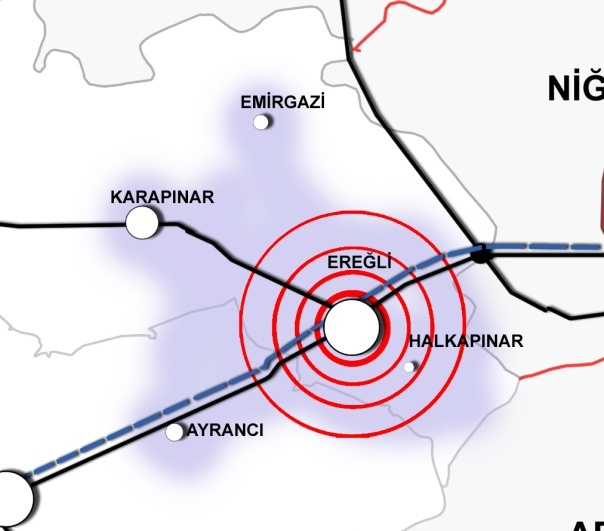 EMİRGAZİ
NİĞ
KARAPINAR
EREĞLİ
HALKAPINAR
AYRANCI